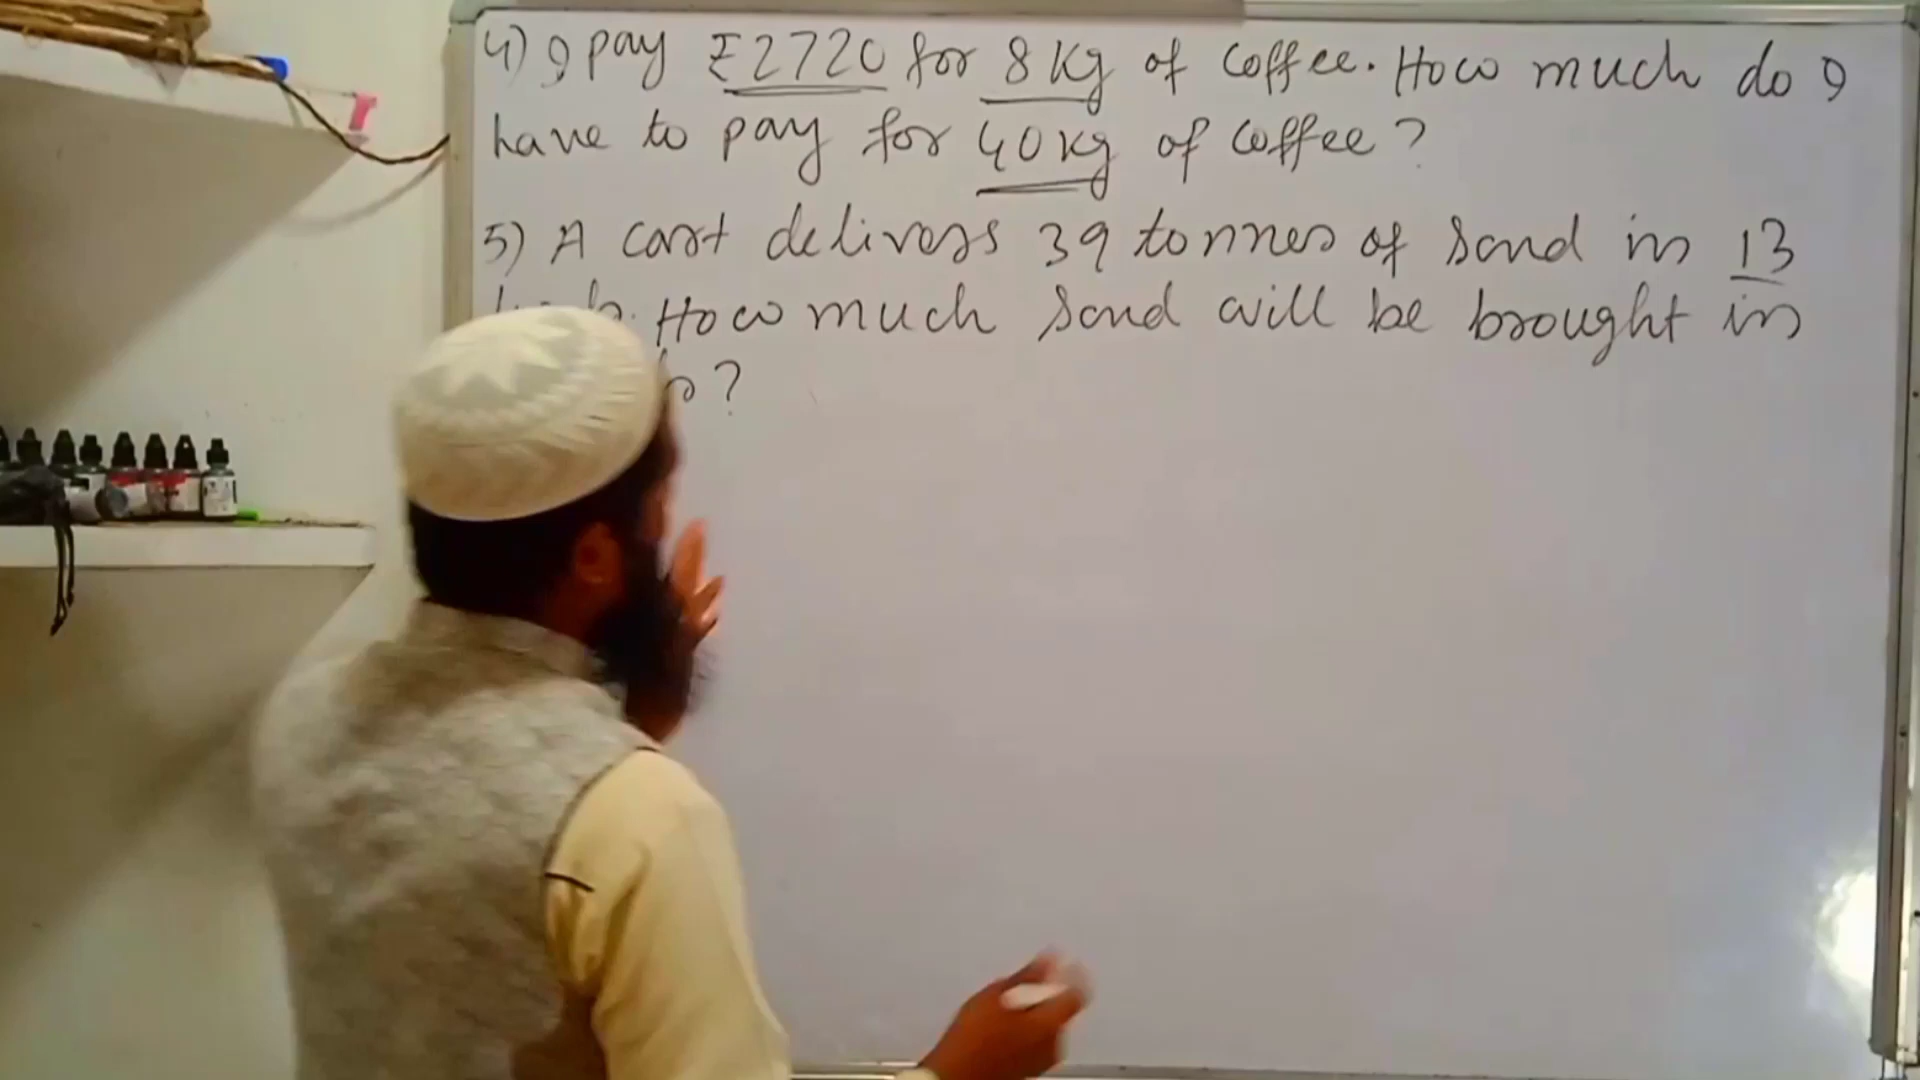 4) I pay ₹2720 for 8 Kg of Coffee. How much do I
have to pay for 40 kg of Coffee?
5) A cart delivers 39 tonnes of sand in 13
How much sand will be brought in
?